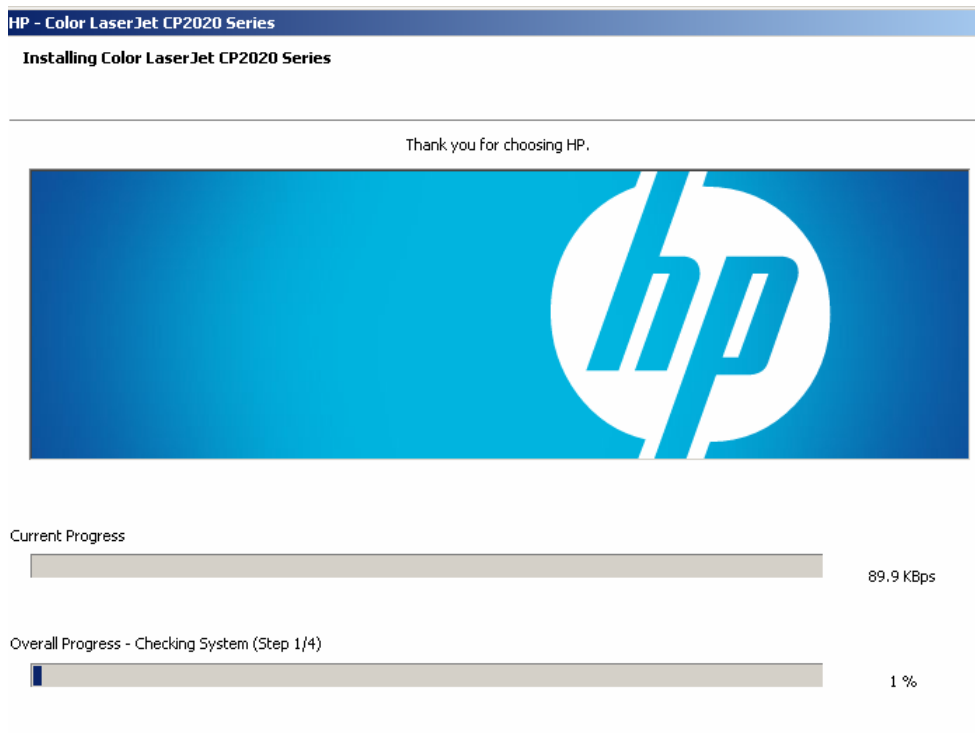 HP - Color LaserJet CP2020 Series
Installing Color LaserJet CP2020 Series
Thank you for choosing HP.
hp
Current Progress
89.9 KBps
Overall Progress - Checking System (Step 1/4)
1 %